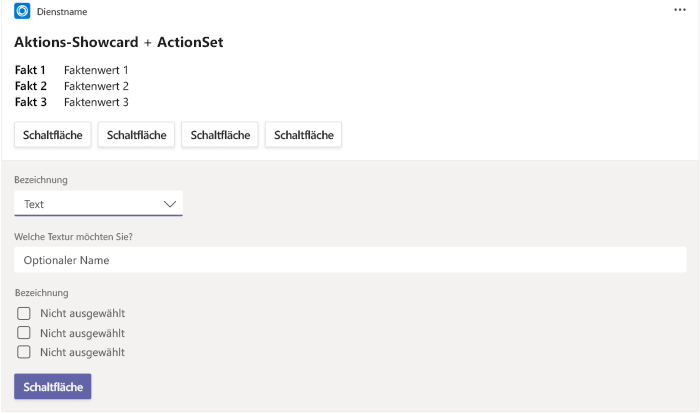 Dienstname
Aktions-Showcard + ActionSet
Fakt 1 Faktenwert 1
Fakt 2 Faktenwert 2
Fakt 3 Faktenwert 3
Schaltfläche Schaltfläche Schaltfläche Schaltfläche
Bezeichnung
Text
Welche Textur möchten Sie?
Optionaler Name
Bezeichnung
Nicht ausgewählt
Nicht ausgewählt
Nicht ausgewählt
Schaltfläche